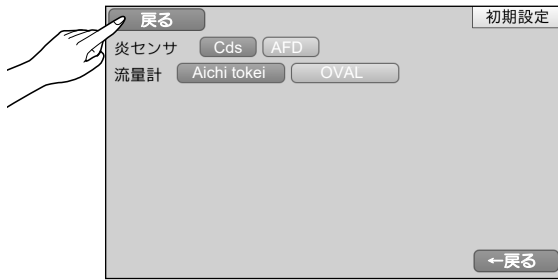 戻る
初期設定
炎センサ Cds AFD
流量計 Aichi tokei OVAL
←戻る